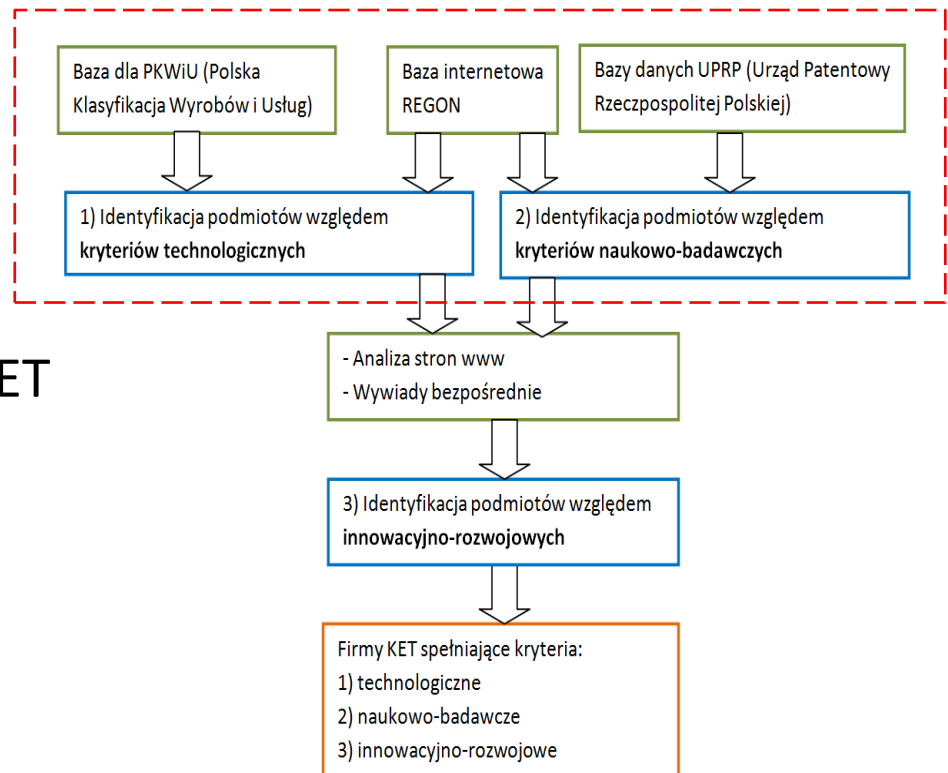 Baza dla PKWiU (Polska
Klasyfikacja Wyrobów i Usług)
Baza internetowa
REGON
Bazy danych UPRP (Urząd Patentowy
Rzeczpospolitej Polskiej)
1) Identyfikacja podmiotów względem
kryteriów technologicznych
2) Identyfikacja podmiotów względem
kryteriów naukowo-badawczych
ET
- Analiza stron www
- Wywiady bezpośrednie
3) Identyfikacja podmiotów względem
innowacyjno-rozwojowych
Firmy KET spełniające kryteria:
1) technologiczne
2) naukowo-badawcze
3) innowacyjno-rozwojowe